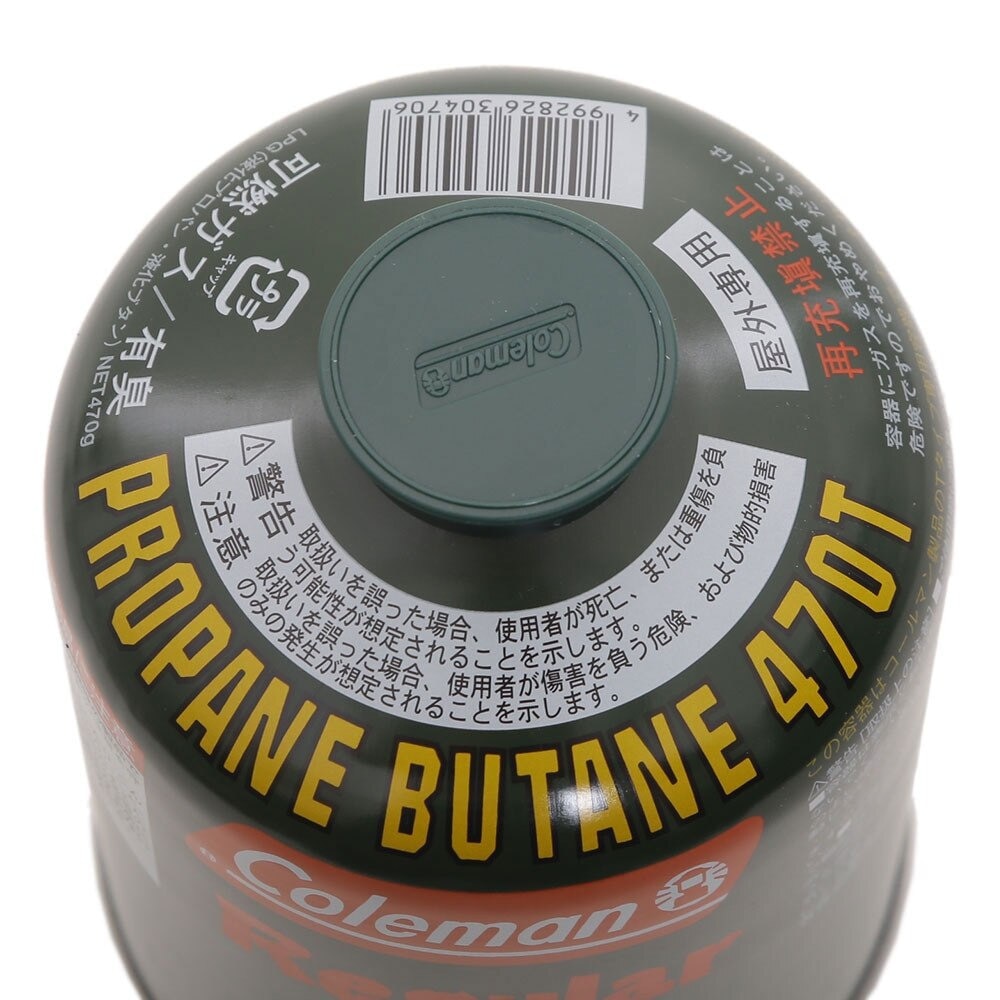 4 992826 304706
可燃ガス/有臭
LPG(液化プロパン・液化ブタン) NET470g
キャップ
プラ
屋外専用
再充填禁止
容器にガスを再充填することは
危険ですのでおやめください。
Coleman
⚠警告 取扱いを誤った場合、使用者が死亡、または重傷を負
う可能性が想定されることを示します。
⚠注意 取扱いを誤った場合、使用者が傷害を負う危険、および物的損害
のみの発生が想定されることを示します。
PROPANE BUTANE 470T
Coleman
Regular